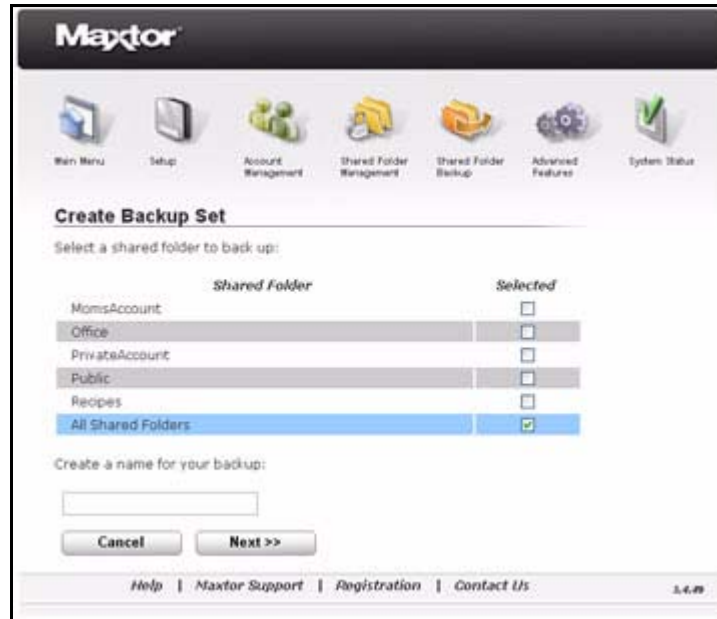 Maxtor
Main Menu
Setup
Account Management
Shared Folder Management
Shared Folder Backup
Advanced Features
System Status
Create Backup Set
Select a shared folder to back up:
Shared Folder Selected
MomsAccount
Office
PrivateAccount
Public
Recipes
All Shared Folders
Create a name for your backup:
Cancel Next >>
Help | Maxtor Support | Registration | Contact Us